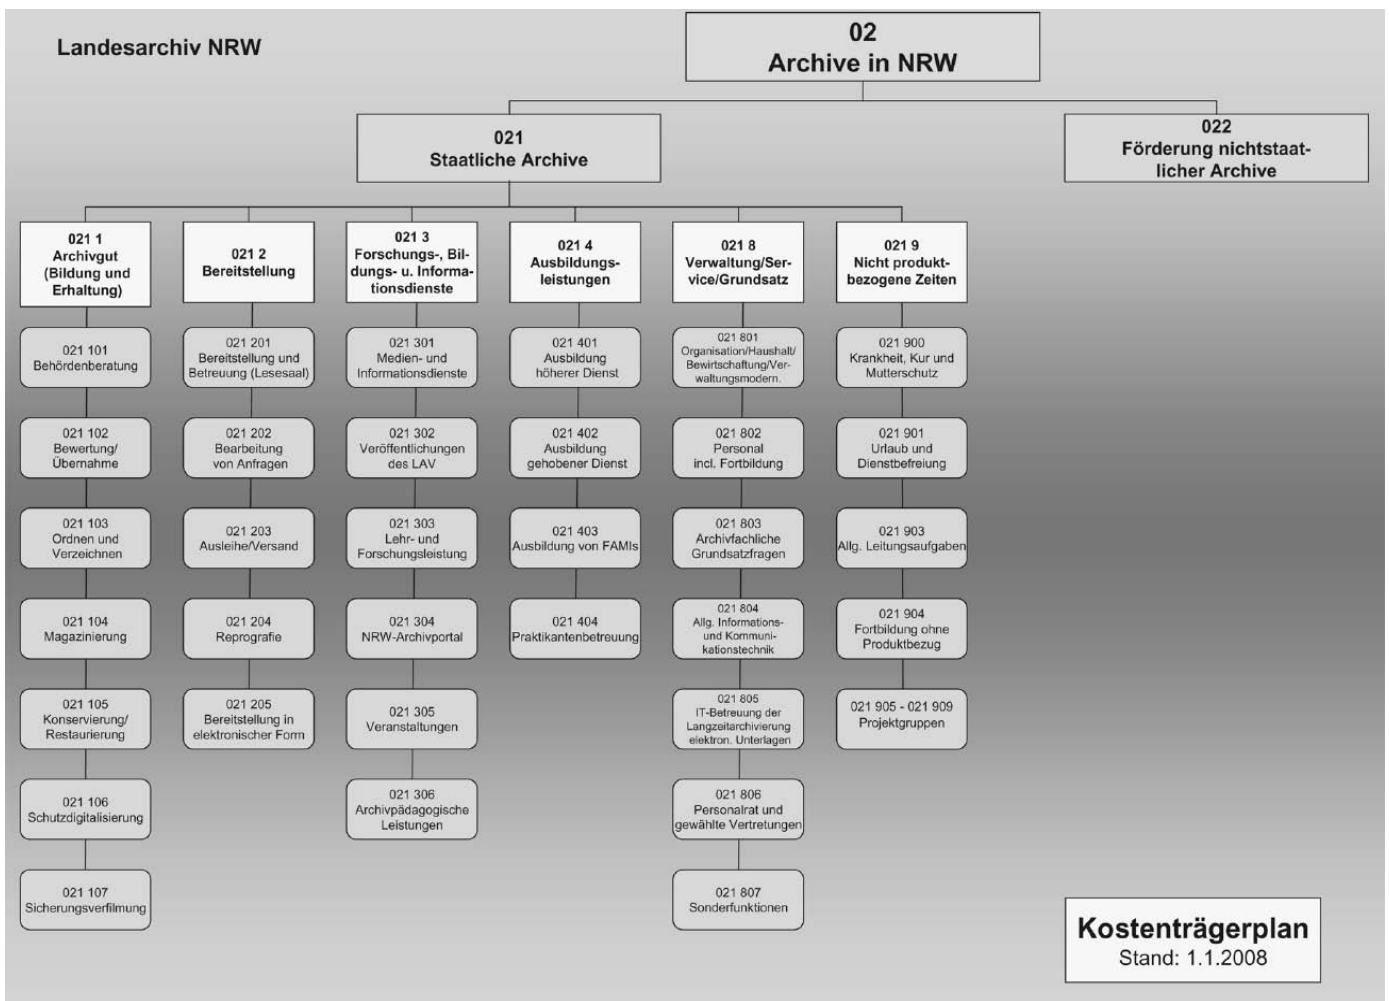 Landesarchiv NRW
02
Archive in NRW
021
Staatliche Archive
022
Förderung nichtstaat-
licher Archive
021 1
Archivgut
(Bildung und
Erhaltung)
021 101
Behördenberatung
021 102
Bewertung/
Übernahme
021 103
Ordnen und
Verzeichnen
021 104
Magazinierung
021 105
Konservierung/
Restaurierung
021 106
Schutzdigitalisierung
021 107
Sicherungsverfilmung
021 2
Bereitstellung
021 201
Bereitstellung und
Betreuung (Lesesaal)
021 202
Bearbeitung
von Anfragen
021 203
Ausleihe/Versand
021 204
Reprografie
021 205
Bereitstellung in
elektronischer Form
021 3
Forschungs-, Bil-
dungs- u. Informa-
tionsdienste
021 301
Medien- und
Informationsdienste
021 302
Veröffentlichungen
des LAV
021 303
Lehr- und
Forschungsleistung
021 304
NRW-Archivportal
021 305
Veranstaltungen
021 306
Archivpädagogische
Leistungen
021 4
Ausbildungs-
leistungen
021 401
Ausbildung
höherer Dienst
021 402
Ausbildung
gehobener Dienst
021 403
Ausbildung von FAMIs
021 404
Praktikantenbetreuung
021 8
Verwaltung/Ser-
vice/Grundsatz
021 801
Organisation/Haushalt/
Bewirtschaftung/Ver-
waltungsmodern.
021 802
Personal
incl. Fortbildung
021 803
Archivfachliche
Grundsatzfragen
021 804
Allg. Informations-
und Kommuni-
kationstechnik
021 805
IT-Betreuung der
Langzeitarchivierung
elektron. Unterlagen
021 806
Personalrat und
gewählte Vertretungen
021 807
Sonderfunktionen
021 9
Nicht produkt-
bezogene Zeiten
021 900
Krankheit, Kur und
Mutterschutz
021 901
Urlaub und
Dienstbefreiung
021 903
Allg. Leitungsaufgaben
021 904
Fortbildung ohne
Produktbezug
021 905 - 021 909
Projektgruppen
Kostenträgerplan
Stand: 1.1.2008